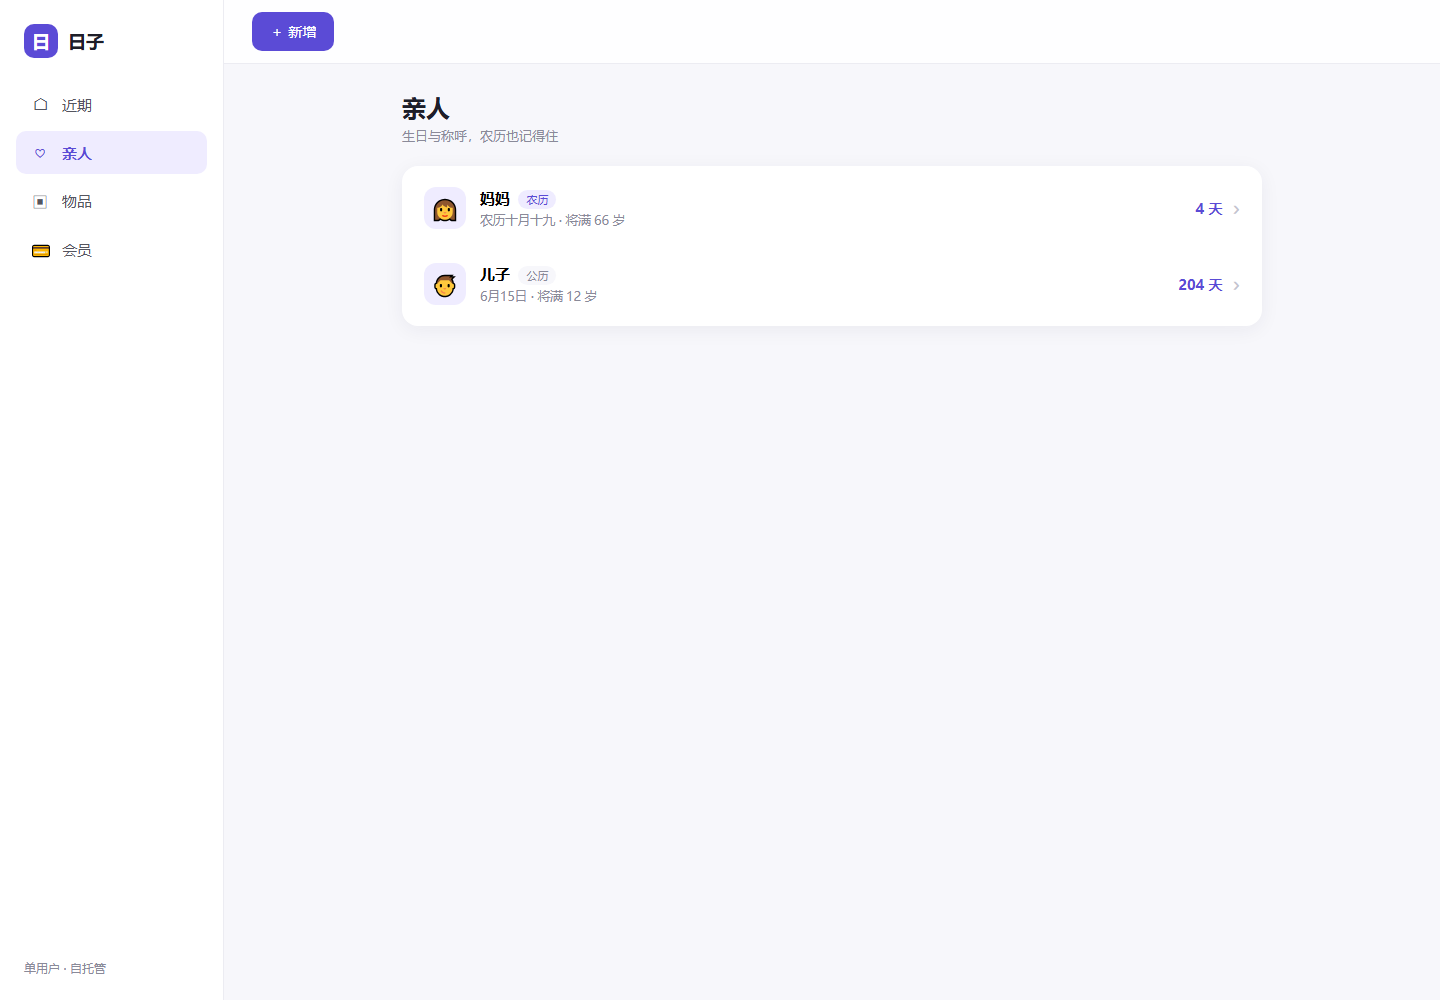 日 日子
近期
亲人
物品
会员
单用户 · 自托管
+ 新增
亲人
生日与称呼，农历也记得住
妈妈 农历
农历十月十九 · 将满 66 岁
4 天
儿子 公历
6月15日 · 将满 12 岁
204 天